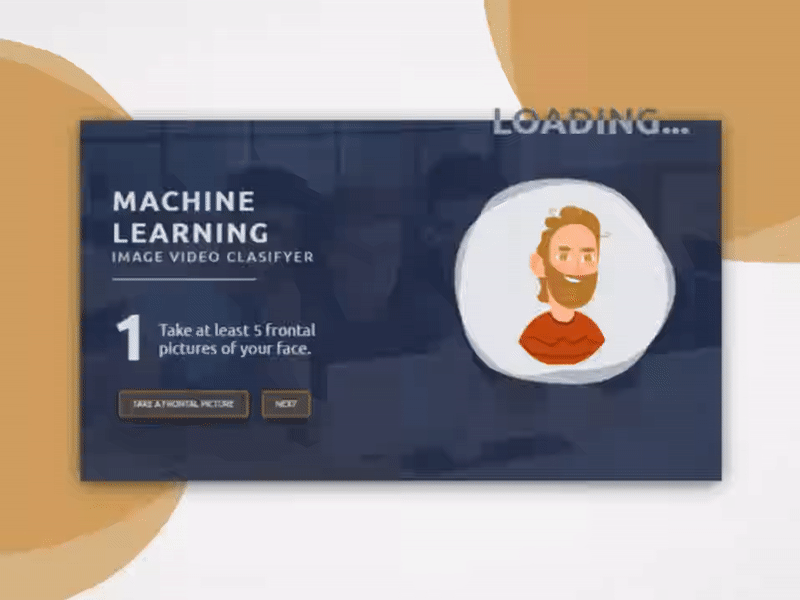 LOADING...
MACHINE
LEARNING
IMAGE VIDEO CLASIFYER
1
Take at least 5 frontal
pictures of your face.
TAKE A FRONTAL PICTURE
NEXT